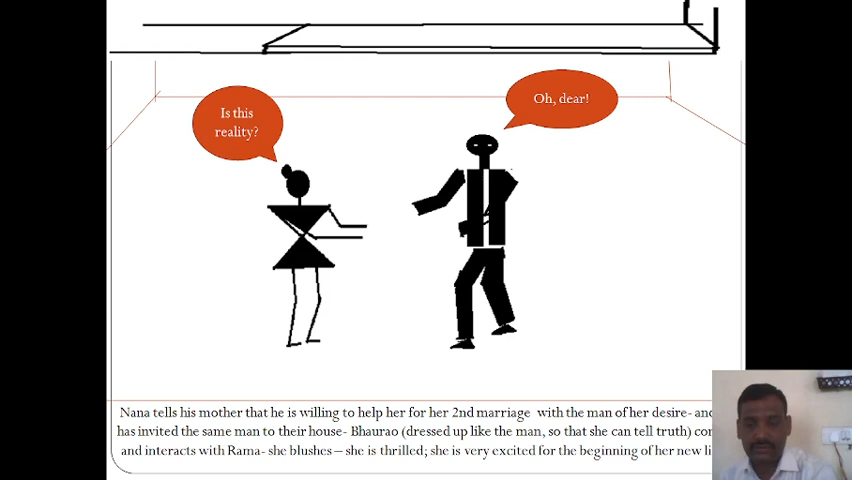 Is this
reality?
Oh, dear!
Nana tells his mother that he is willing to help her for her 2nd marriage with the man of her desire- and
has invited the same man to their house- Bhaurao (dressed up like the man, so that she can tell truth)
and interacts with Rama- she blushes – she is thrilled; she is very excited for the beginning of her new